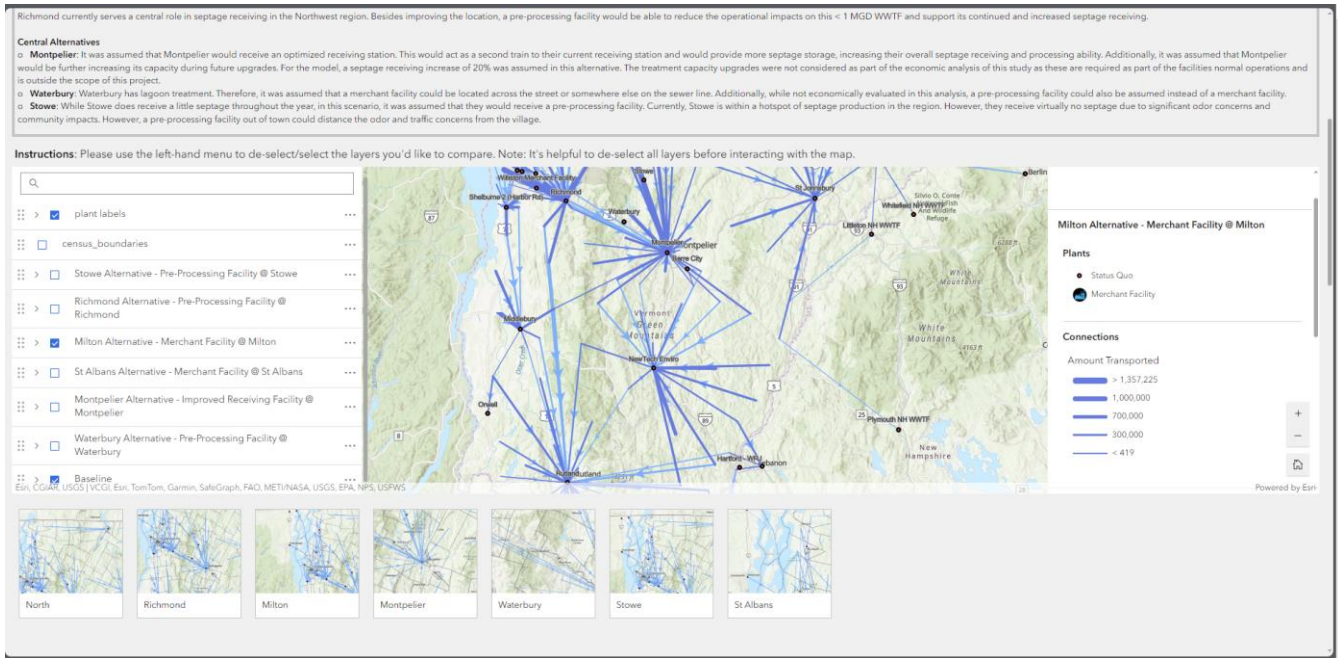 Richmond currently serves a central role in septage receiving in the Northwest region. Besides improving the location, a pre-processing facility would be able to reduce the operational impacts on this < 1 MGD WWTF and support its continued and increased septage receiving.
Central Alternatives
o Montpelier: It was assumed that Montpelier would receive an optimized receiving station. This would act as a second train to their current receiving station and would provide more septage storage, increasing their overall septage receiving and processing ability. Additionally, it was assumed that Montpelier
would be further increasing its capacity during future upgrades. For the model, a septage receiving increase of 20% was assumed in this alternative. The treatment capacity upgrades were not considered as part of the economic analysis of this study as these are required as part of the facilities normal operations and
is outside the scope of this project.
o Waterbury: Waterbury has lagoon treatment. Therefore, it was assumed that a merchant facility could be located across the street or somewhere else on the sewer line. Additionally, while not economically evaluated in this analysis, a pre-processing facility could also be assumed instead of a merchant facility.
o Stowe: While Stowe does receive a little septage throughout the year, in this scenario, it was assumed that they would receive a pre-processing facility. Currently, Stowe is within a hotspot of septage production in the region. However, they receive virtually no septage due to significant odor concerns and
community impacts. However, a pre-processing facility out of town could distance the odor and traffic concerns from the village.
Instructions: Please use the left-hand menu to de-select/select the layers you'd like to compare. Note: It's helpful to de-select all layers before interacting with the map.
plant labels
census_boundaries
Stowe Alternative - Pre-Processing Facility @ Stowe
Richmond Alternative - Pre-Processing Facility @
Richmond
Milton Alternative - Merchant Facility @ Milton
St Albans Alternative - Merchant Facility @ St Albans
Montpelier Alternative - Improved Receiving Facility @
Montpelier
Waterbury Alternative - Pre-Processing Facility @
Waterbury
Baseline
Esri, CGIAR, USGS | VCGI, Esri, TomTom, Garmin, SafeGraph, FAO, METI/NASA, USGS, EPA, NPS, USFWS
Powered by Esri
Stowe
Berlin
Williston Merchant Facility
Richmond
Shelburne 2 (Harbor Rd)
St Johnsbury
Silvio O. Conte
Whitefield NH WWTF
And Wildlife
Refuge
Waterbury
Littleton NH WWTF
87
93
Montpelier
Barre City
White
Mountains
Middlebury
Vermont
Green
Mountains
White
Mountains
Otter Creek
NewTech Enviro
5
Orwell
89
25
Plymouth NH WWTF
8
New
Hampshire
Hartford - WRJ
Lebanon
Rutland
Milton Alternative - Merchant Facility @ Milton
Plants
Status Quo
Merchant Facility
Connections
Amount Transported
> 1,357,225
1,000,000
700,000
300,000
< 419
North
Richmond
Milton
Montpelier
Waterbury
Stowe
St Albans